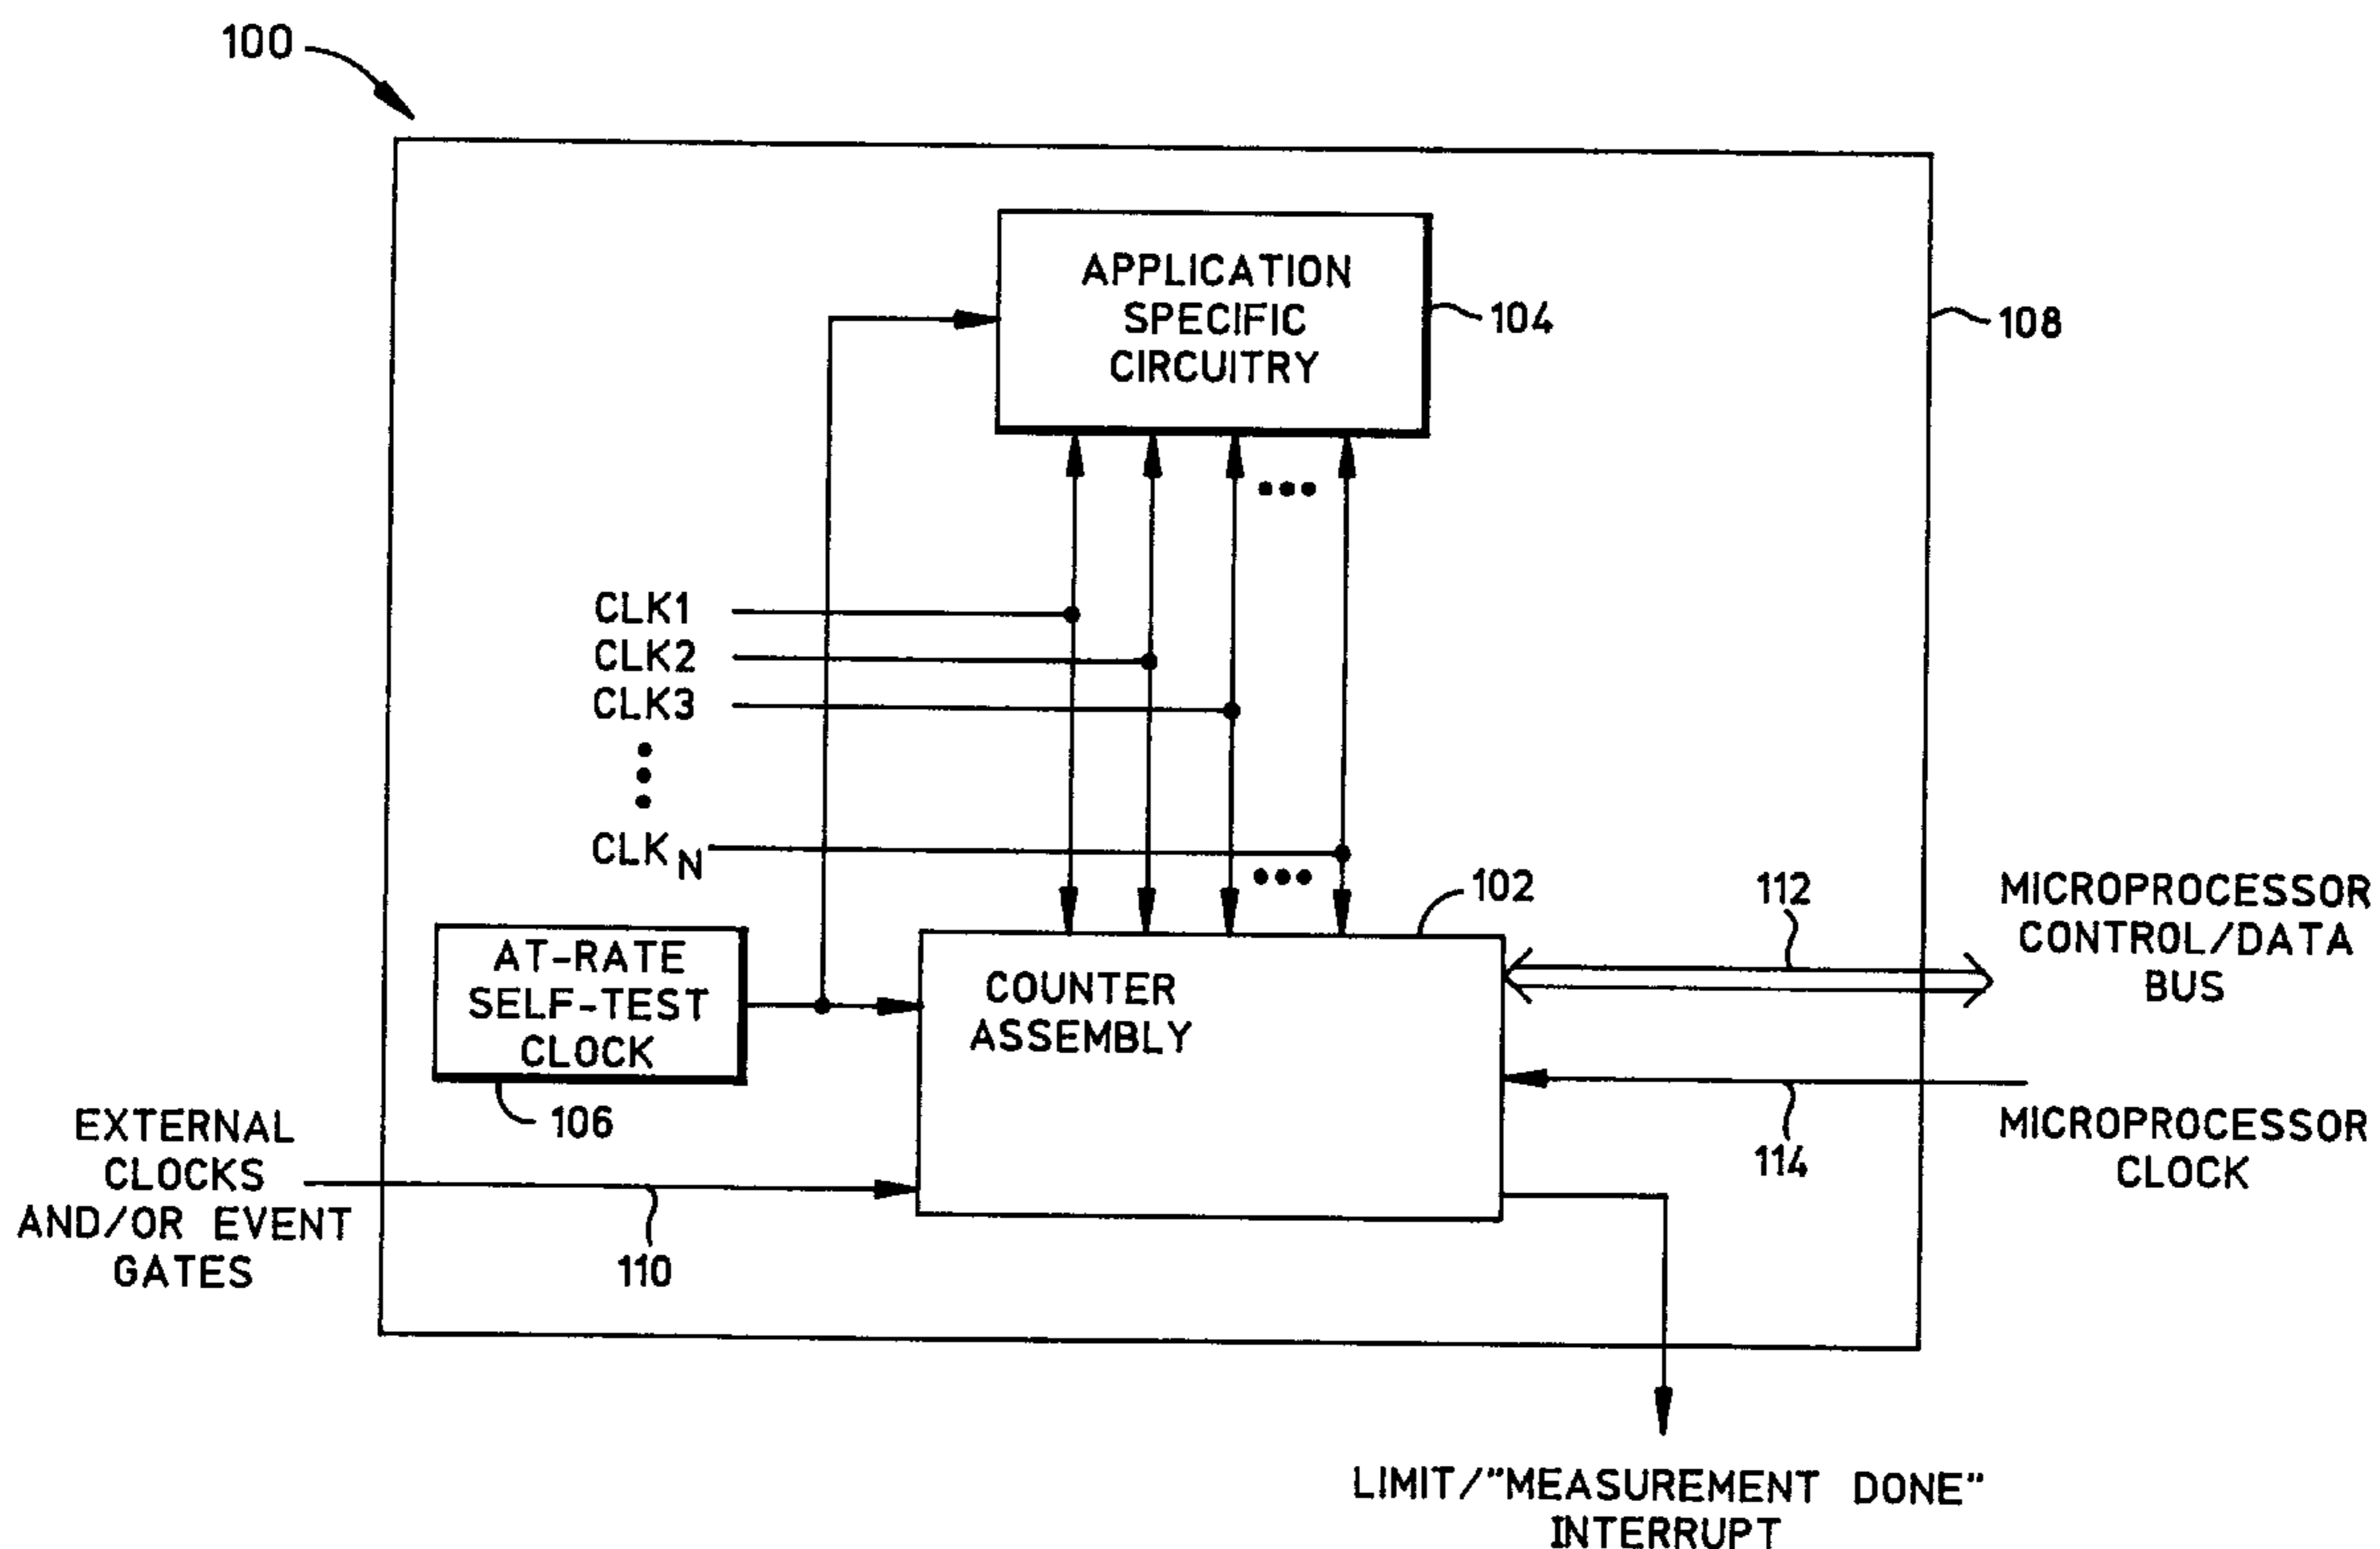 100
APPLICATION
SPECIFIC
CIRCUITRY
104
108
CLK1
CLK2
CLK3
CLKN
102
112
MICROPROCESSOR
CONTROL/DATA
BUS
AT-RATE
SELF-TEST
CLOCK
COUNTER
ASSEMBLY
106
EXTERNAL
CLOCKS
AND/OR EVENT
GATES
110
114
MICROPROCESSOR
CLOCK
LIMIT/"MEASUREMENT DONE"
INTERRUPT